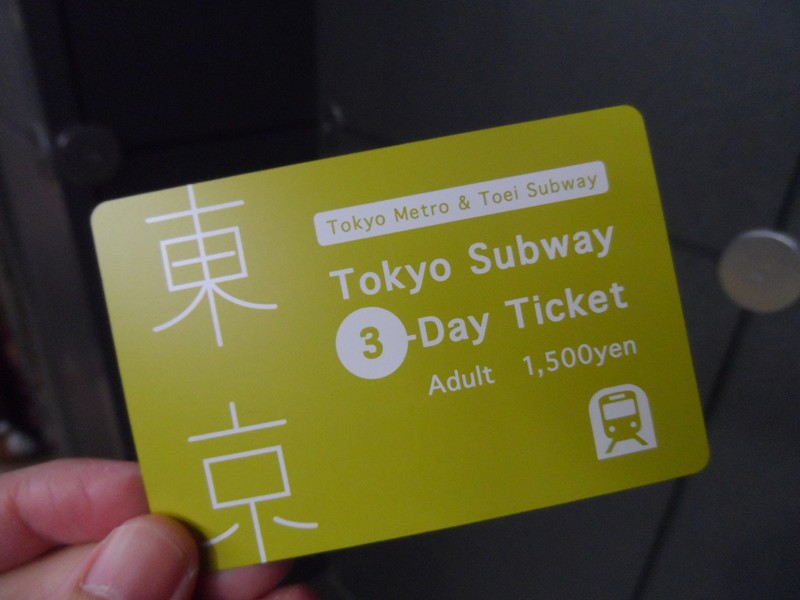 東京
Tokyo Metro & Toei Subway
Tokyo Subway
3-Day Ticket
Adult 1,500yen